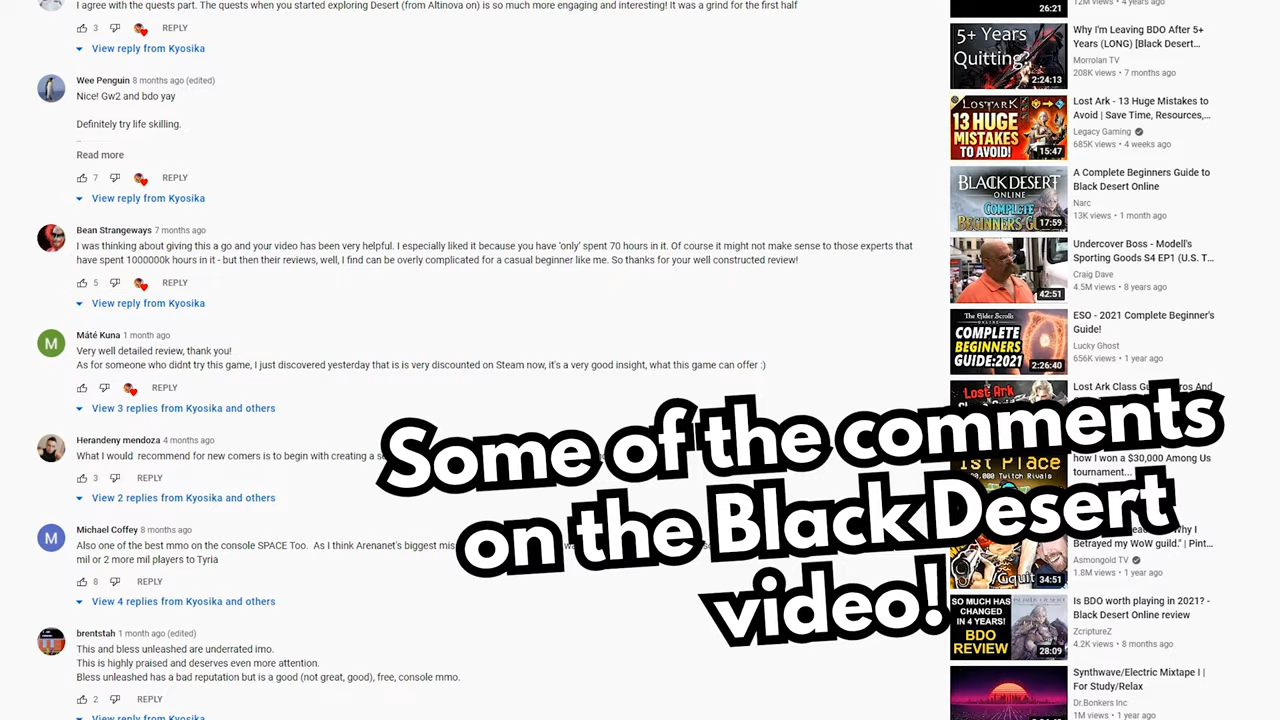 I agree with the quests part. The quests when you started exploring Desert (from Altinova on) is so much more engaging and interesting! It was a grind for the first half
3
REPLY
View reply from Kyosika
Wee Penguin 8 months ago (edited)
Nice! Gw2 and bdo yay
Definitely try life skilling.
..
Read more
7
REPLY
View reply from Kyosika
Bean Strangeways 7 months ago
I was thinking about giving this a go and your video has been very helpful. I especially liked it because you have 'only' spent 70 hours in it. Of course it might not make sense to those experts that
have spent 1000000k hours in it - but then their reviews, well, I find can be overly complicated for a casual beginner like me. So thanks for your well constructed review!
5
REPLY
View reply from Kyosika
M
Máté Kuna 1 month ago
Very well detailed review, thank you!
As for someone who didnt try this game, I just discovered yesterday that is is very discounted on Steam now, it's a very good insight, what this game can offer :)
REPLY
View 3 replies from Kyosika and others
Herandeny mendoza 4 months ago
What I would recommend for new comers is to begin with creating a
3
REPLY
View 2 replies from Kyosika and others
M
Michael Coffey 8 months ago
Also one of the best mmo on the console SPACE Too. As I think Arenanet's biggest
mil or 2 more mil players to Tyria
8
REPLY
View 4 replies from Kyosika and others
brentstah 1 month ago (edited)
This and bless unleashed are underrated imo.
This is highly praised and deserves even more attention.
Bless unleashed has a bad reputation but is a good (not great, good), free, console mmo.
2
REPLY
View reply from Kyosika
Some of the comments
on the Black Desert
video!
26:21
12M views • 4 years ago
5+ Years
Quitting?
2:24:13
Why I'm Leaving BDO After 5+
Years (LONG) [Black Desert...
Morrolan TV
208K views • 7 months ago
LOST ARK
13 HUGE
MISTAKES
TO AVOID!
15:47
Lost Ark - 13 Huge Mistakes to
Avoid | Save Time, Resources,...
Legacy Gaming
685K views • 4 weeks ago
BLACK DESERT
ONLINE
COMPLETE
BEGINNERS
17:59
A Complete Beginners Guide to
Black Desert Online
Narc
13K views • 1 month ago
42:51
Undercover Boss - Modell's
Sporting Goods S4 EP1 (U.S. T...
Craig Dave
4.5M views • 8 years ago
The Elder Scrolls
ONLINE
COMPLETE
BEGINNERS
GUIDE:2021
2:26:40
ESO - 2021 Complete Beginner's
Guide!
Lucky Ghost
656K views • 1 year ago
Lost Ark
Lost Ark Class
And
1st Place
Twitch Rivals
how I won a $30,000 Among Us
tournament...
Gquit
34:51
Why I
Betrayed my WoW guild." | Pint...
Asmongold TV
1.8M views • 1 year ago
SO MUCH HAS
CHANGED
IN 4 YEARS!
BDO
REVIEW
28:09
Is BDO worth playing in 2021? -
Black Desert Online review
ZcriptureZ
4.2K views • 8 months ago
Synthwave/Electric Mixtape I |
For Study/Relax
Dr.Bonkers Inc
1M views • 1 year ago